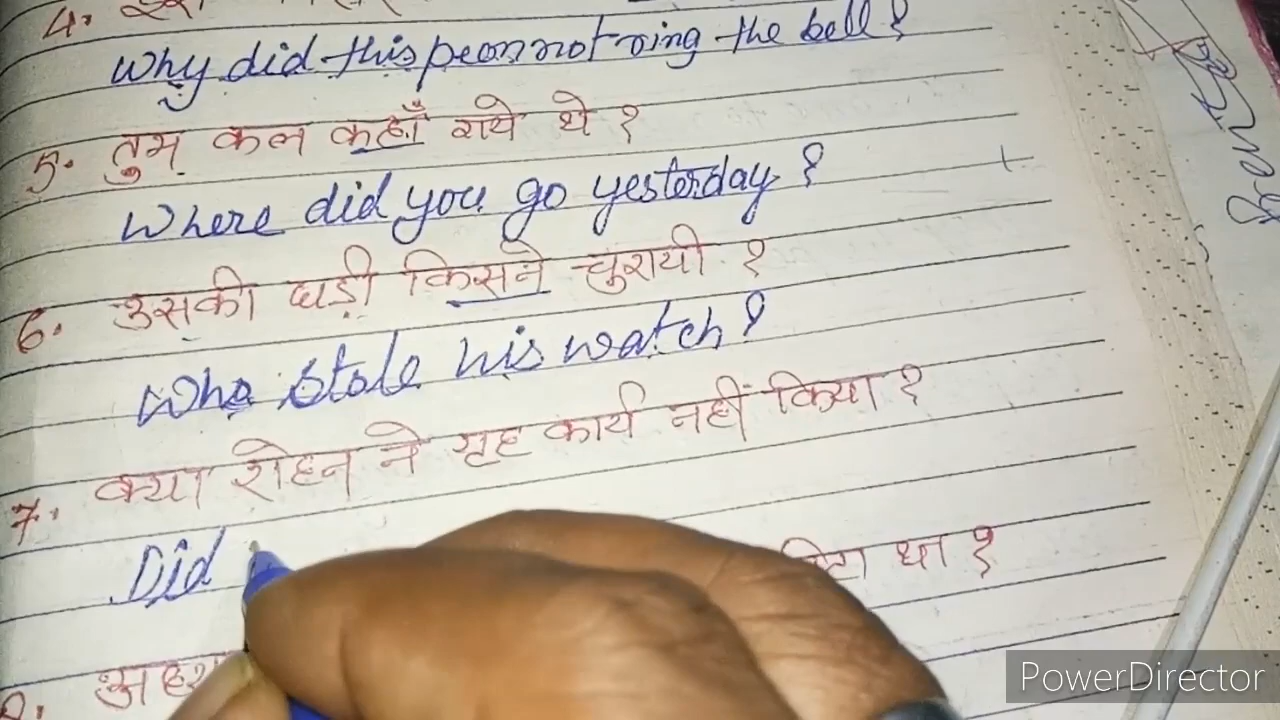 4.
Why did this peon not ring the bell?
5. तुम कल कहाँ गये थे ?
Where did you go yesterday?
6. उसकी घड़ी किसने चुरायी ?
Who stole his watch?
7. क्या रोहन ने गृह कार्य नहीं किया ?
Did
था ?
PowerDirector